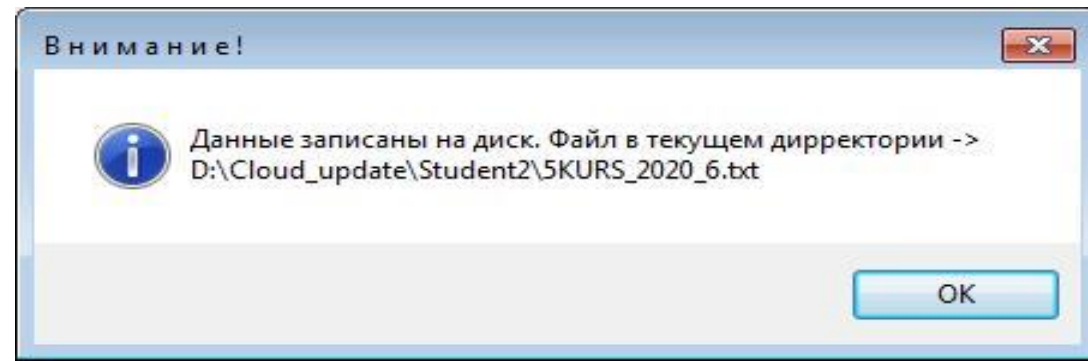 Внимание!
Данные записаны на диск. Файл в текущем дирректории ->
D:\Cloud_update\Student2\5KURS_2020_6.txt
OK